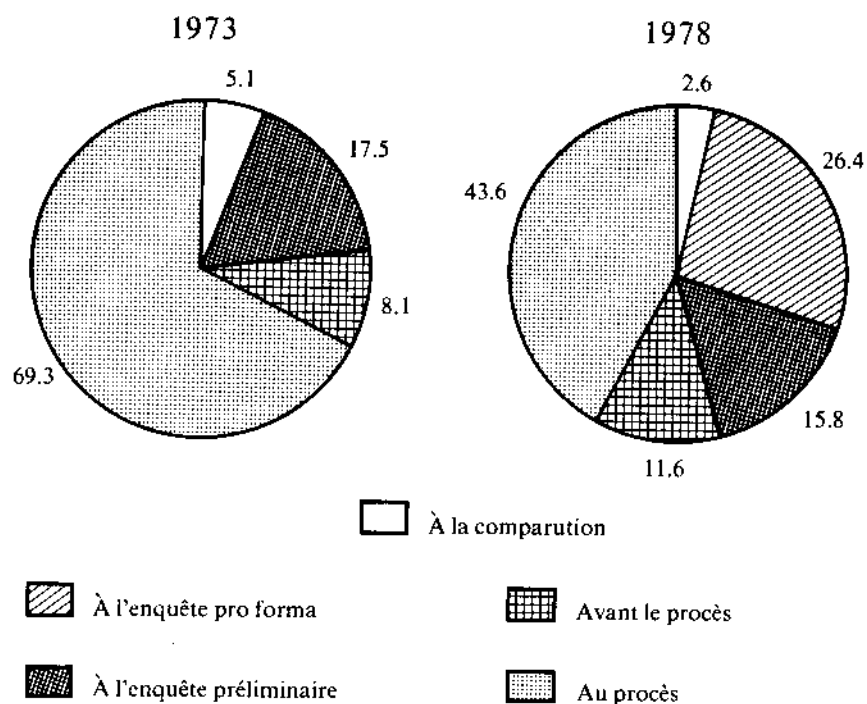 1973
1978
5.1
2.6
17.5
26.4
43.6
8.1
69.3
15.8
11.6
À la comparution
À l'enquête pro forma
Avant le procès
À l'enquête préliminaire
Au procès